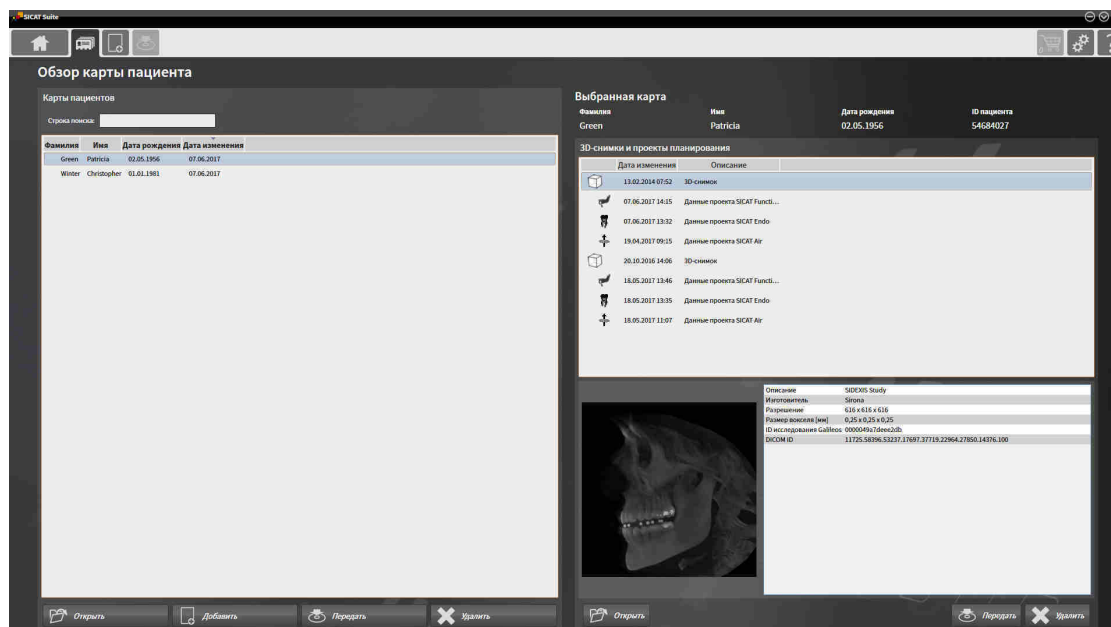 SICAT Suite
Обзор карты пациента
Карты пациентов
Строка поиска:
Фамилия Имя Дата рождения Дата изменения
Green Patricia 02.05.1956 07.06.2017
Winter Christopher 01.01.1981 07.06.2017
Открыть Добавить Передать Удалить
Выбранная карта
Фамилия Имя Дата рождения ID пациента
Green Patricia 02.05.1956 54684027
3D-снимки и проекты планирования
Дата изменения Описание
13.02.2014 07:52 3D-снимок
07.06.2017 14:15 Данные проекта SICAT Functi...
07.06.2017 13:32 Данные проекта SICAT Endo
19.04.2017 09:15 Данные проекта SICAT Air
20.10.2016 14:06 3D-снимок
18.05.2017 13:46 Данные проекта SICAT Functi...
18.05.2017 13:35 Данные проекта SICAT Endo
18.05.2017 11:07 Данные проекта SICAT Air
Описание SIDEXIS Study
Изготовитель Sirona
Разрешение 616 x 616 x 616
Размер вокселя [мм] 0,25 x 0,25 x 0,25
ID исследования Galileos 0000049a7deee2db
DICOM ID 11725.58396.53237.17697.37719.22964.27850.14376.100
Открыть Передать Удалить